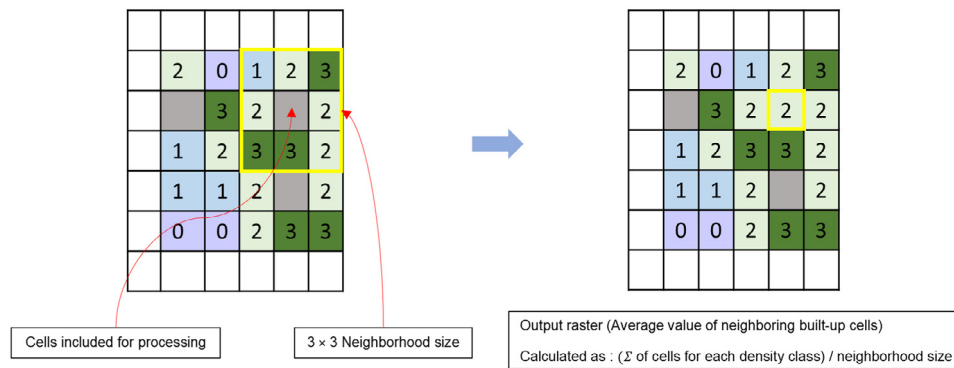 2 0 1 2 3
3 2 2
1 2 3 3 2
1 1 2 2
0 0 2 3 3
2 0 1 2 3
3 2 2 2
1 2 3 3 2
1 1 2 2
0 0 2 3 3
Cells included for processing
3 × 3 Neighborhood size
Output raster (Average value of neighboring built-up cells)
Calculated as : (Σ of cells for each density class) / neighborhood size